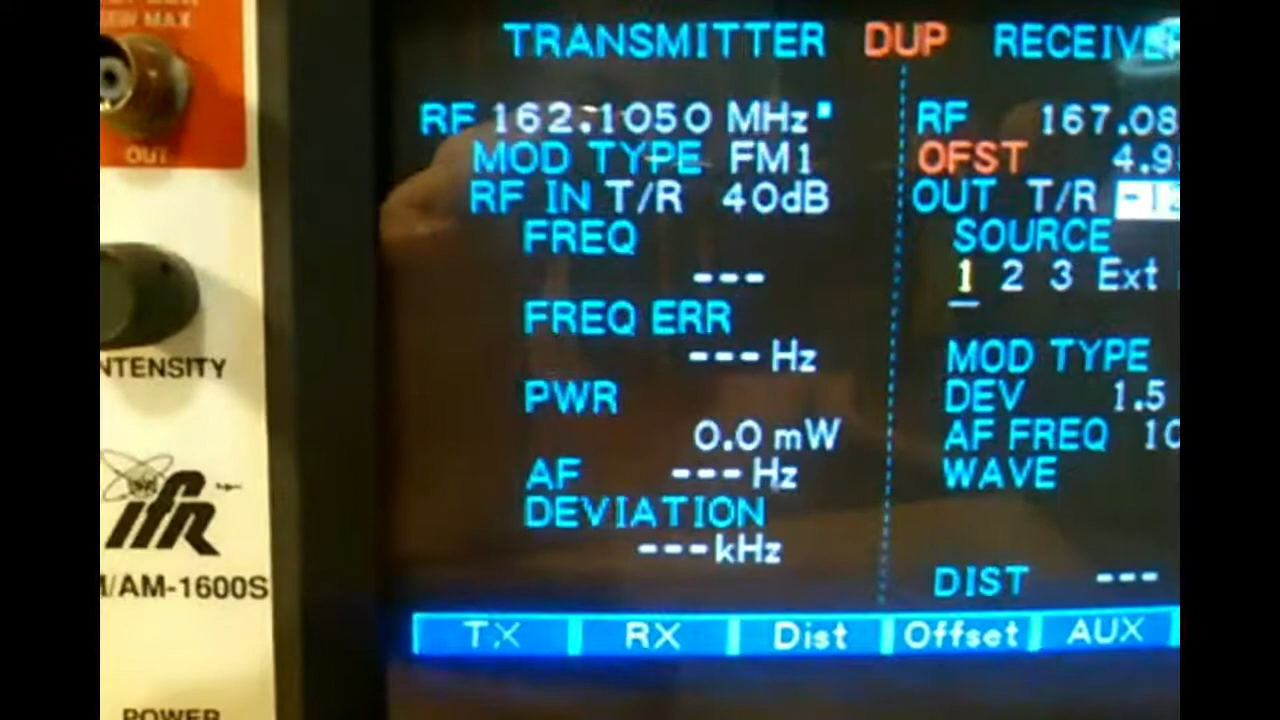 MAX
OUT
NTENSITY
ifr
/AM-1600S
POWER
TRANSMITTER DUP RECEIVER
RF 162.1050 MHz RF 167.08
MOD TYPE FM1 OFST 4.9
RF IN T/R 40dB OUT T/R -1
FREQ SOURCE
--- 1 2 3 Ext
FREQ ERR
---Hz MOD TYPE
PWR DEV 1.5
0.0 mW AF FREQ 10
AF ---Hz WAVE
DEVIATION
---kHz
DIST ---
TX RX Dist Offset AUX